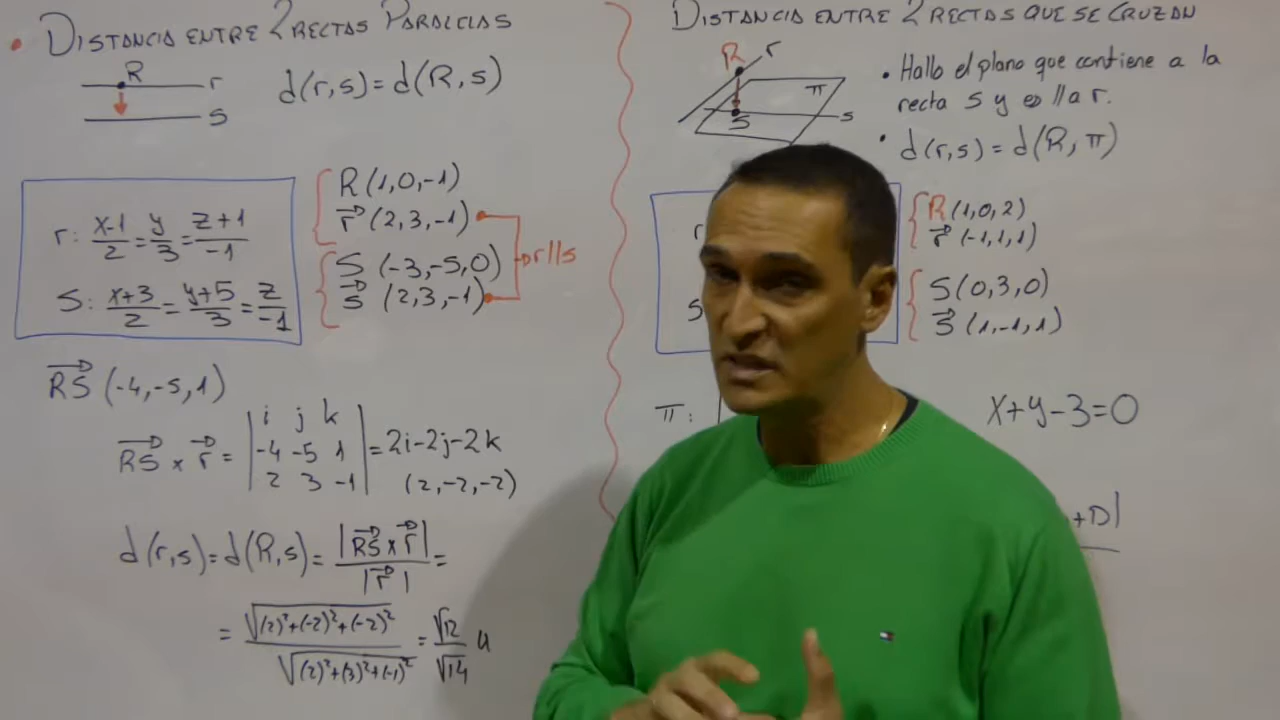 • DISTANCIA ENTRE 2 RECTAS PARALELAS
R
r
S
d(r,s)=d(R,s)
r: x-1/2 = y/3 = z+1/-1
S: x+3/2 = y+5/3 = z/-1
R(1,0,-1)
r⃗ (2,3,-1)
S (-3,-5,0)
s⃗ (2,3,-1)
r//s
RS⃗ (-4,-5,1)
RS⃗ x r⃗ = | i j k |
| -4 -5 1 | = 2i-2j-2k
| 2 3 -1 | (2,-2,-2)
d(r,s)=d(R,s)= |RS⃗ x r⃗| / |r⃗| =
= √(2)²+(-2)²+(-2)² / √(2)²+(3)²+(-1)² = √12/√14 u
DISTANCIA ENTRE 2 RECTAS QUE SE CRUZAN
R
r
π
S
s
• Hallo el plano que contiene a la
recta s y es // a r.
• d(r,s)=d(R,π)
r
s
R(1,0,2)
r⃗ (-1,1,1)
S(0,3,0)
s⃗ (1,-1,1)
π: |
x+y-3=0
+D|